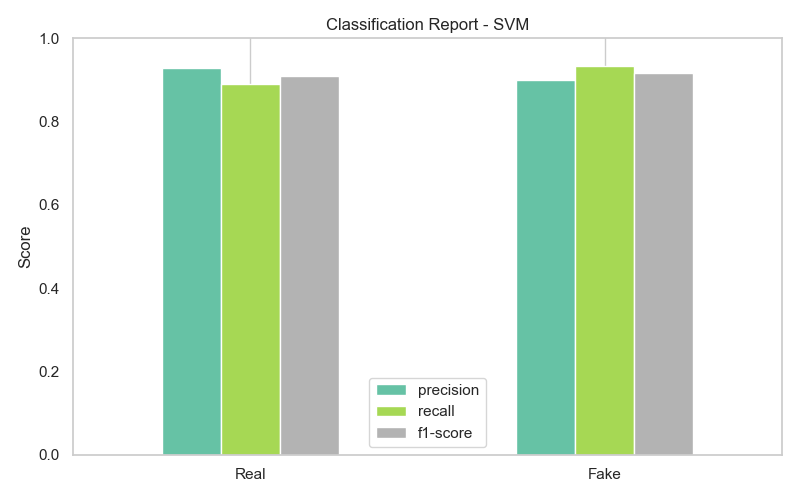 Classification Report - SVM
1.0
0.8
0.6
0.4
0.2
0.0
Score
precision
recall
f1-score
Real
Fake